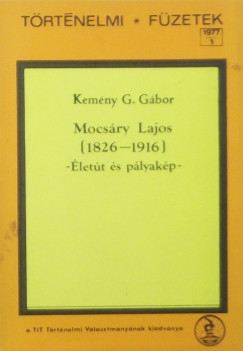 TÖRTÉNELMI • FÜZETEK
1977
1
Kemény G. Gábor
Mocsáry Lajos
(1826—1916)
-Életút és pályakép-
a TIT Történelmi Választmányának kiadványa